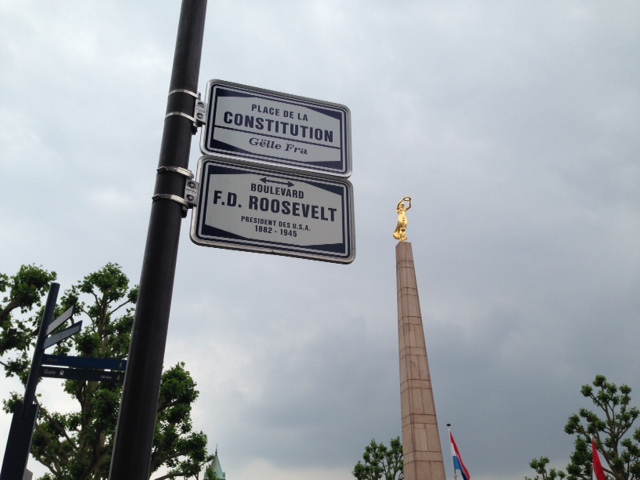 PLACE DE LA
CONSTITUTION
Gëlle Fra
BOULEVARD
F.D. ROOSEVELT
PRESIDENT DES U.S.A.
1882 - 1945